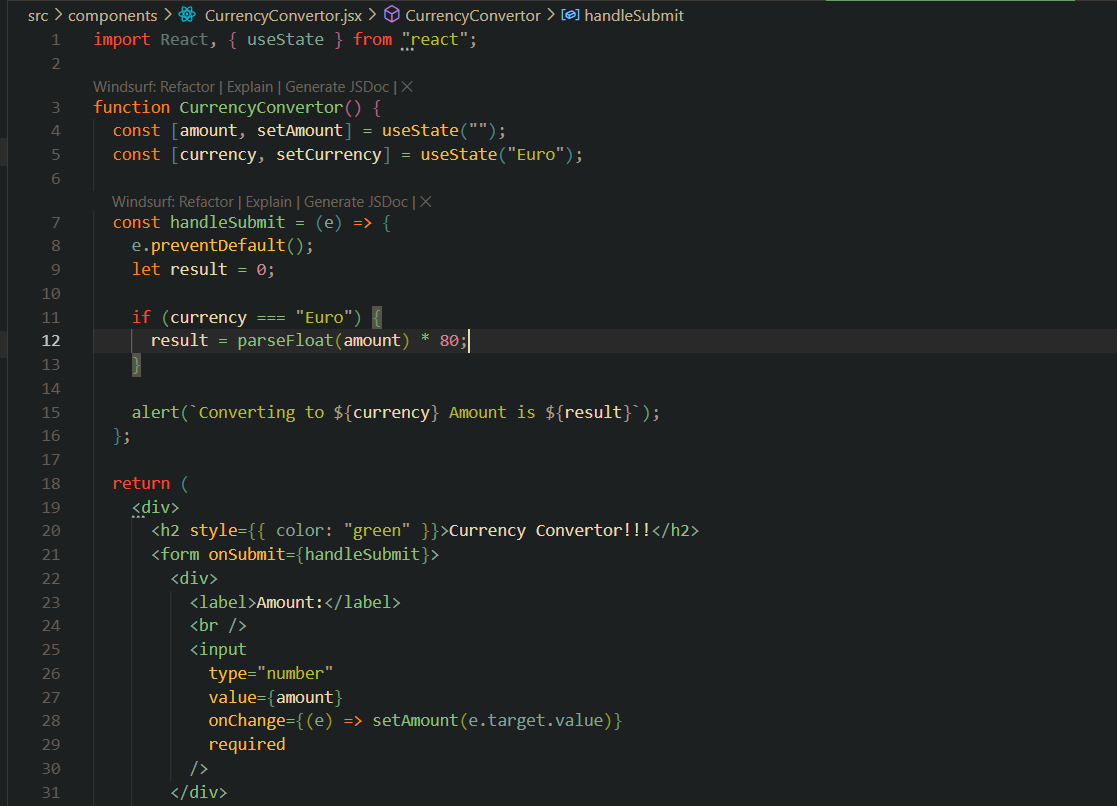 src > components > CurrencyConvertor.jsx > CurrencyConvertor > handleSubmit
1 import React, { useState } from "react";
2
Windsurf: Refactor | Explain | Generate JSDoc | ×
3 function CurrencyConvertor() {
4   const [amount, setAmount] = useState("");
5   const [currency, setCurrency] = useState("Euro");
6
Windsurf: Refactor | Explain | Generate JSDoc | ×
7   const handleSubmit = (e) => {
8     e.preventDefault();
9     let result = 0;
10
11     if (currency === "Euro") {
12       result = parseFloat(amount) * 80;
13     }
14
15     alert(`Converting to ${currency} Amount is ${result}`);
16   };
17
18   return (
19     <div>
20       <h2 style={{ color: "green" }}>Currency Convertor!!!</h2>
21       <form onSubmit={handleSubmit}>
22         <div>
23           <label>Amount:</label>
24           <br />
25           <input
26             type="number"
27             value={amount}
28             onChange={(e) => setAmount(e.target.value)}
29             required
30           />
31         </div>